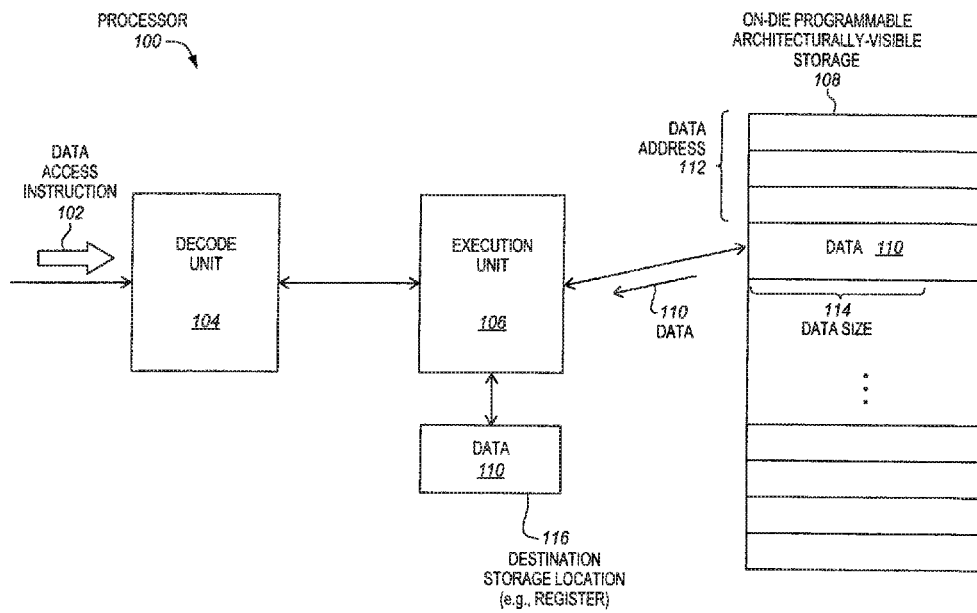 PROCESSOR
100
ON-DIE PROGRAMMABLE
ARCHITECTURALLY-VISIBLE
STORAGE
108
DATA
ADDRESS
112
DATA
ACCESS
INSTRUCTION
102
DECODE
UNIT
104
EXECUTION
UNIT
106
DATA 110
110
DATA
114
DATA SIZE
DATA
110
116
DESTINATION
STORAGE LOCATION
(e.g., REGISTER)